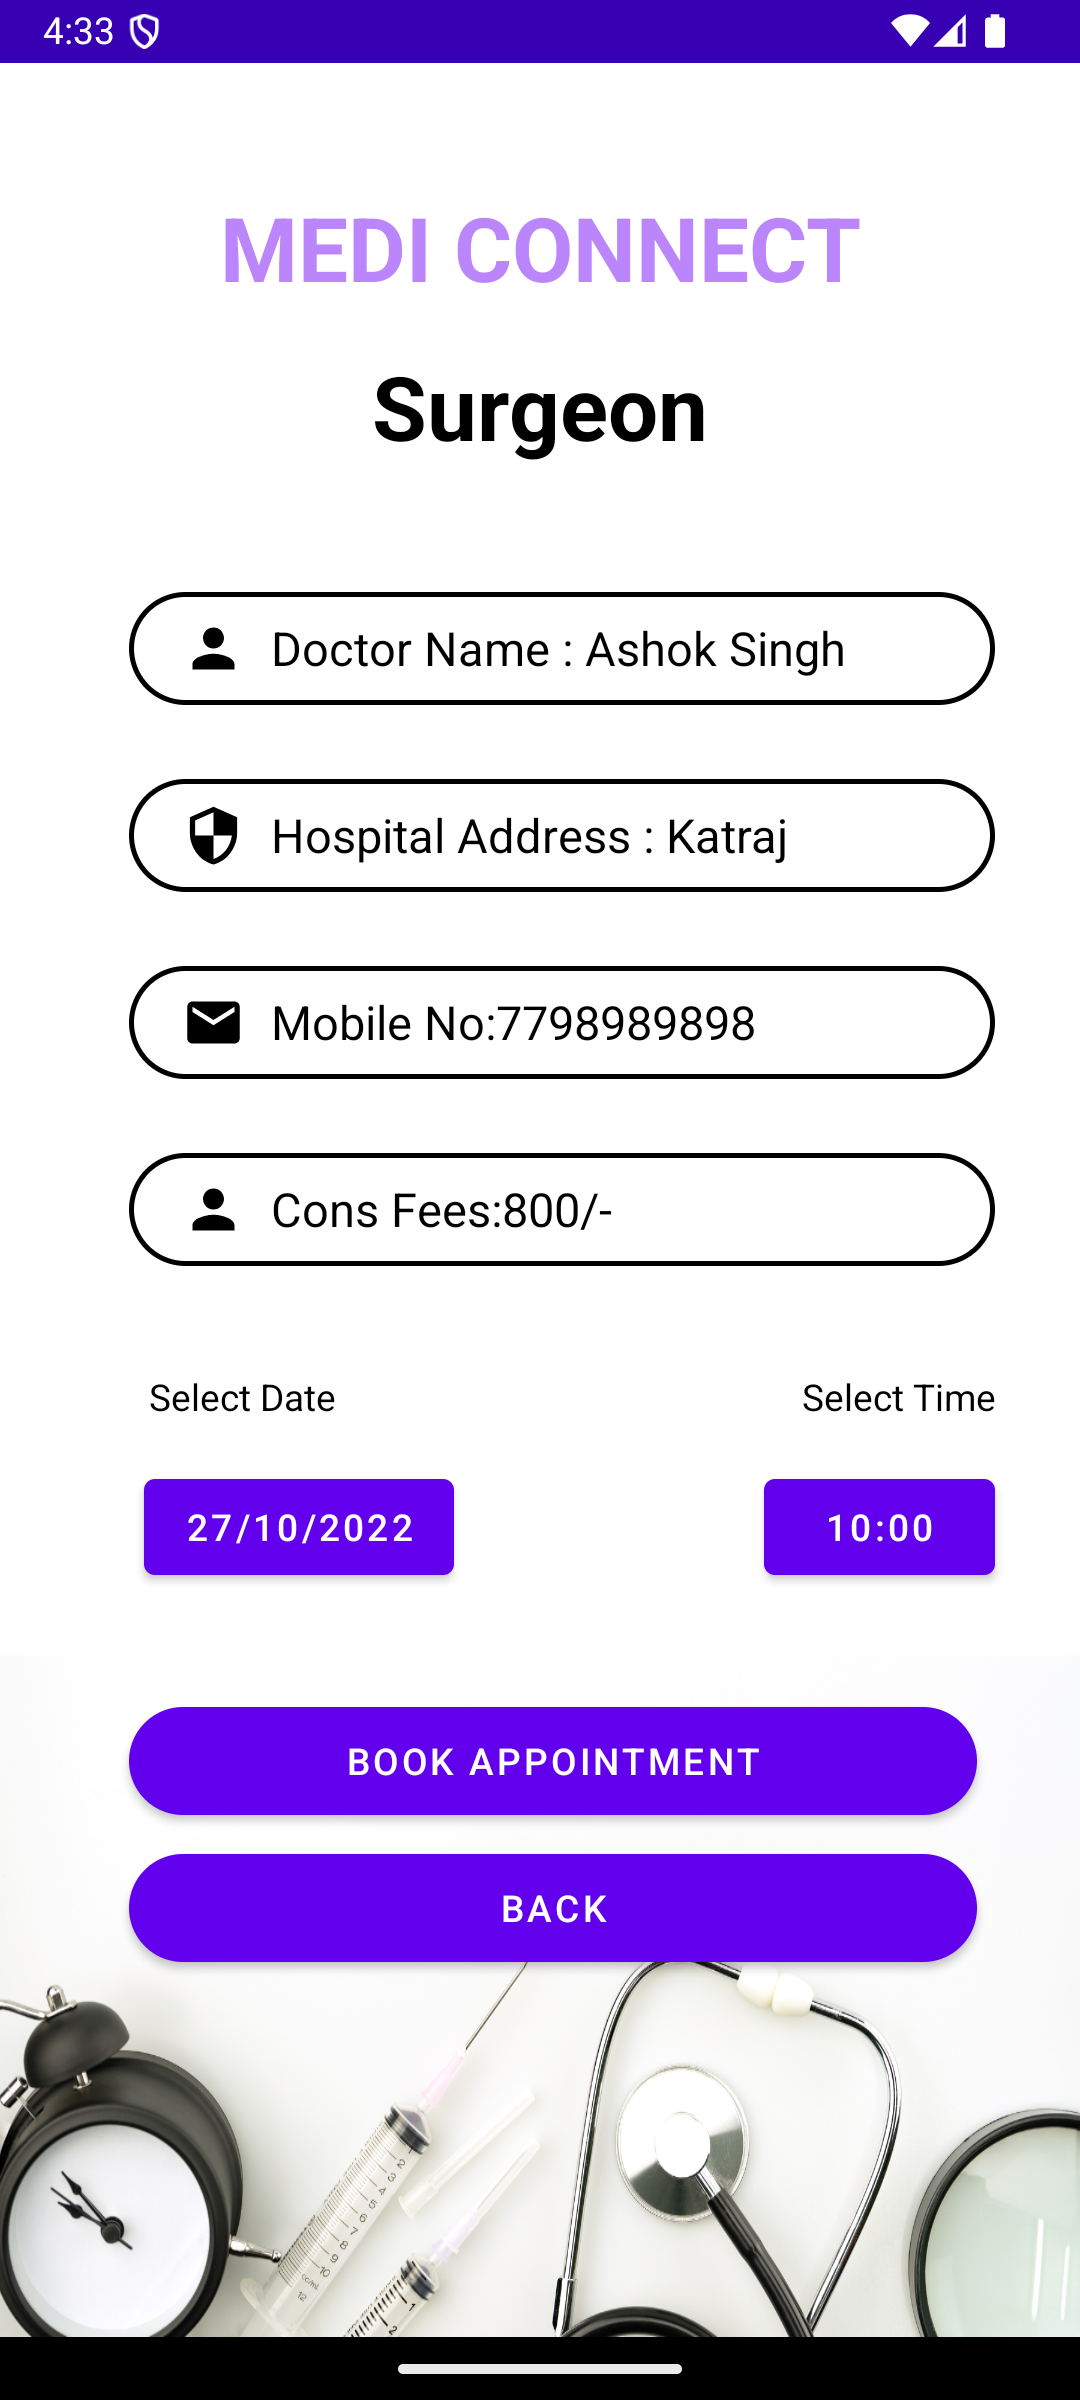 4:33
MEDI CONNECT
Surgeon
Doctor Name : Ashok Singh
Hospital Address : Katraj
Mobile No:7798989898
Cons Fees:800/-
Select Date
Select Time
27/10/2022
10:00
BOOK APPOINTMENT
BACK